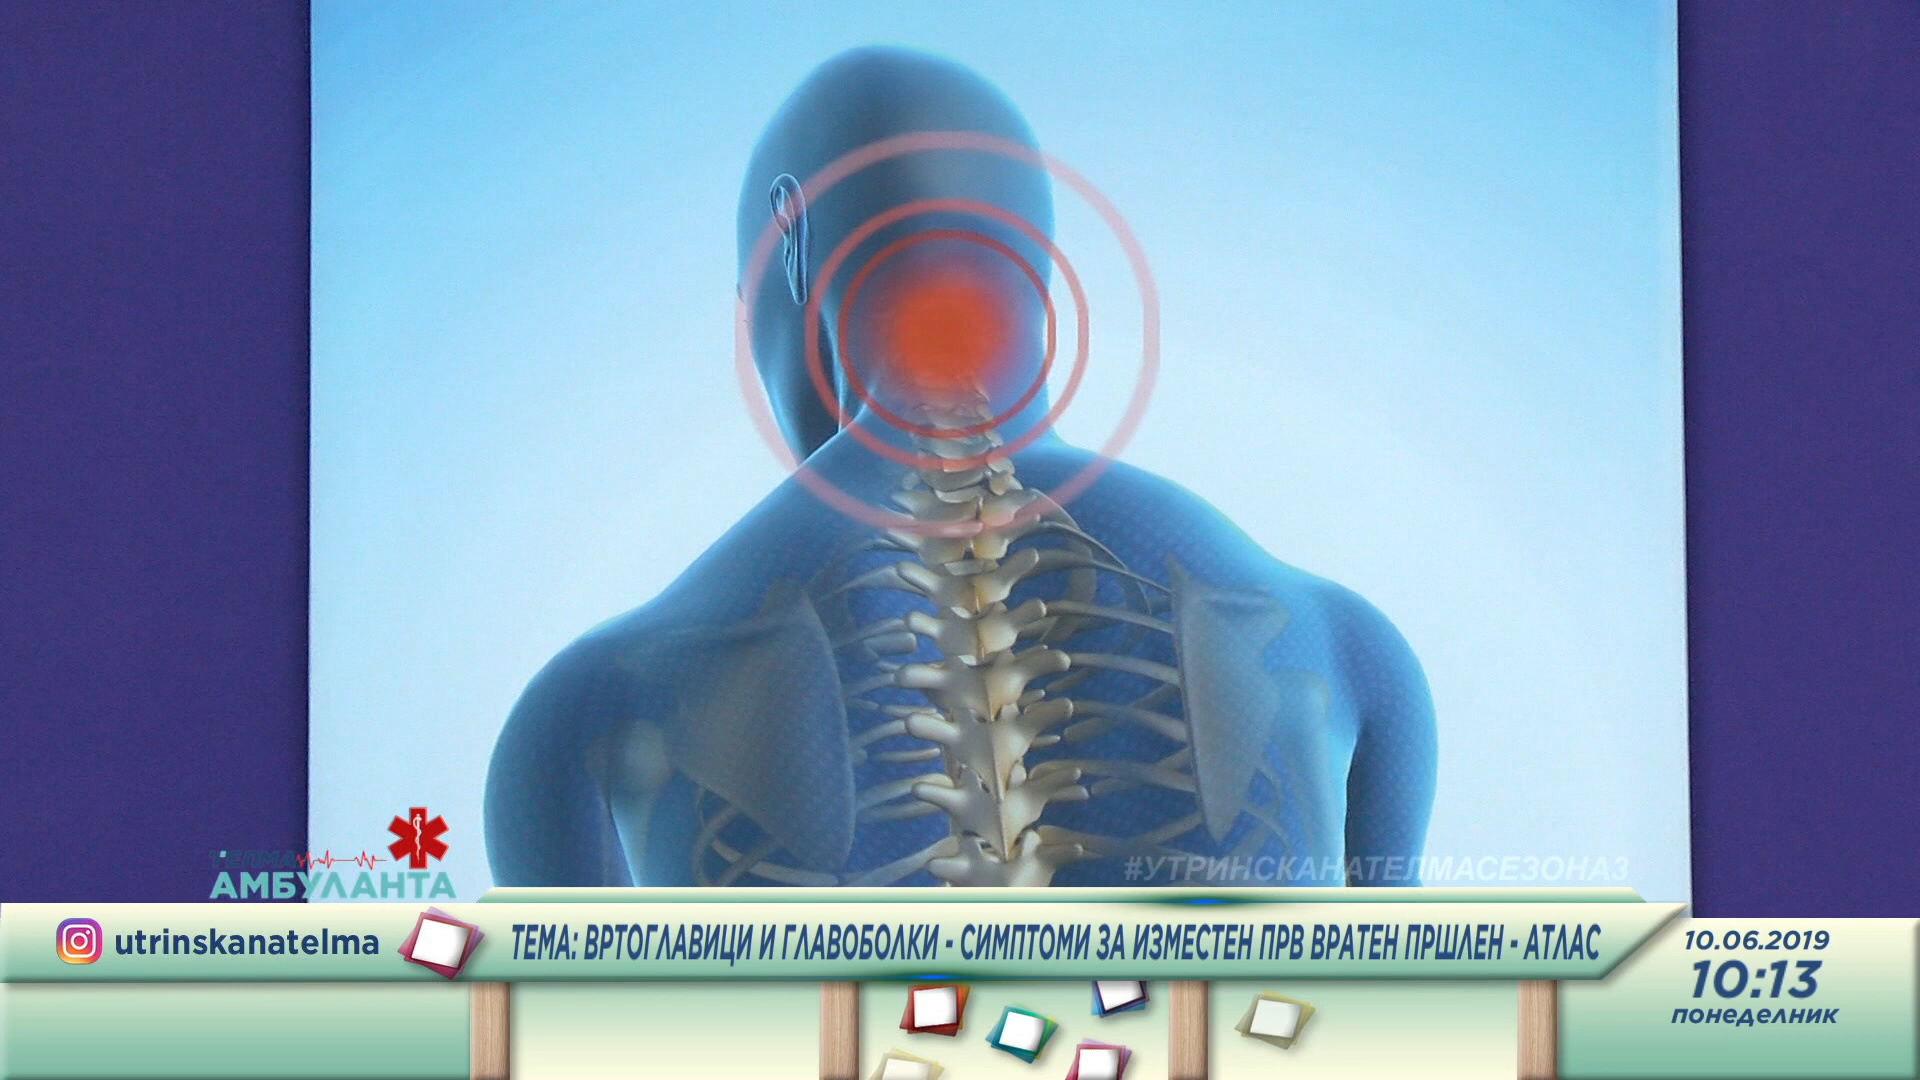 ТЕЛМА
АМБУЛАНТА
#УТРИНСКАНАТЕЛМАСЕЗОНА3
utrinskanatelma
ТЕМА: ВРТОГЛАВИЦИ И ГЛАВОБОЛКИ - СИМПТОМИ ЗА ИЗМЕСТЕН ПРВ ВРАТЕН ПРШЛЕН - АТЛАС
10.06.2019
10:13
понеделник